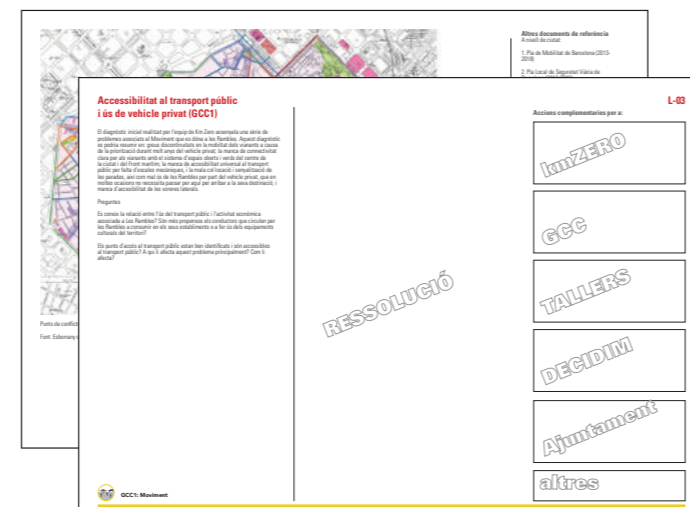 Altres documents de referència
A nivell de ciutat:
1. Pla de Mobilitat de Barcelona (2013-
2018)
2. Pla Local de Seguretat Viària de
Accessibilitat al transport públic
i ús de vehicle privat (GCC1)
El diagnòstic inicial realitzat per l'equip de Km Zero assenyala una sèrie de
problemes associats al Moviment que es dóna a les Rambles. Aquest diagnòstic
es podria resumir en: greus discontinuïtats en la mobilitat dels vianants a causa
de la priorització durant molt anys del vehicle privat; la manca de connectivitat
clara per als vianants amb el sistema d'espais oberts i verds del centre de
la ciutat i del Front marítim; la manca de accessibilitat universal al transport
públic per falta d'escales mecàniques, i la mala col·locació i senyalització de
les parades, així com mal ús de les Rambles per part del vehicle privat, que en
moltes ocasions no necessita passar per aquí per arribar a la seva destinació; i
manca d'accesibilitat de les voreres laterals.
Preguntes
Es coneix la relació entre l'ús del transport públic i l'activitat econòmica
associada a Les Rambles? Són més propensos els conductors que circulen per
les Rambles a consumir en els seus establiments o a fer ús dels equipaments
culturals del territori?
Els punts d'accés al transport públic estan ben identificats i són accessibles
al transport públic? A qui li afecta aquest problema principalment? Com li
afecta?
L-03
Accions complementaries per a:
kmZERO
GCC
TALLERS
RESSOLUCIÓ
DECIDIM
Ajuntament
altres
Punts de conflict
Font: Esborrany
GCC1: Moviment